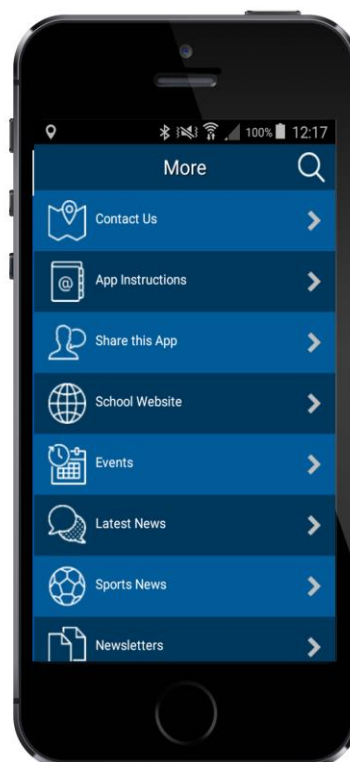 100% 12:17
More
Contact Us
@
App Instructions
Share this App
School Website
Events
Latest News
Sports News
Newsletters